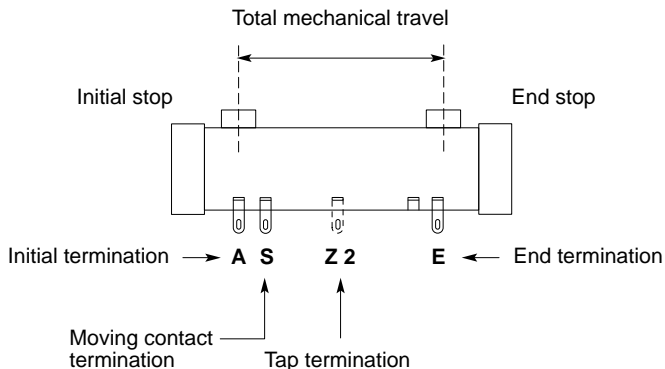 Total mechanical travel
Initial stop
End stop
Initial termination
A S Z 2 E
End termination
Moving contact
termination
Tap termination